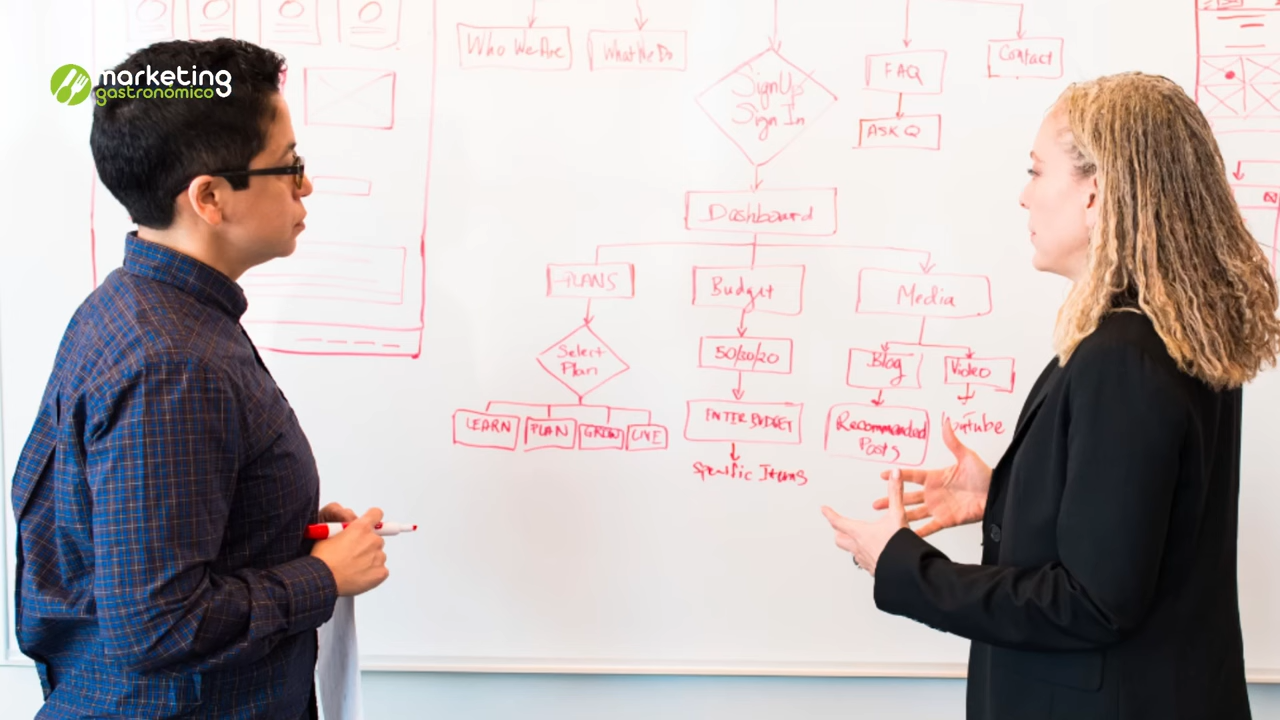 marketing
gastronómico
Who We Are
What We Do
Sign Up
Sign In
FAQ
ASK Q
Contact
Dashboard
PLANS
Budget
Media
Select
Plan
50/30/20
Blog
Video
LEARN
PLAN
GROW
LIVE
ENTER BUDGET
Recommended
Posts
YouTube
Specific Items